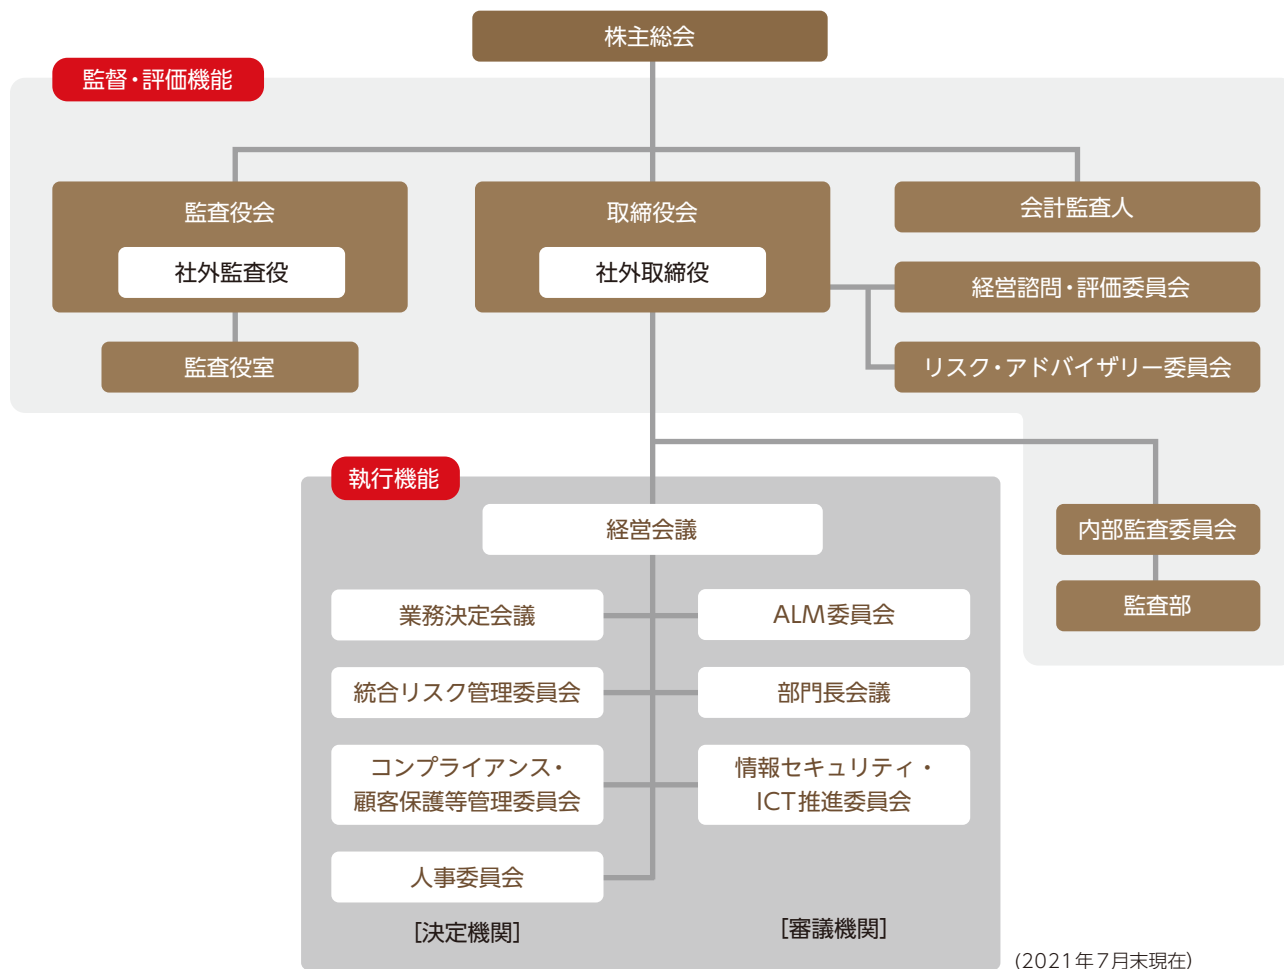 株主総会
監督・評価機能
監査役会
社外監査役
監査役室
取締役会
社外取締役
会計監査人
経営諮問・評価委員会
リスク・アドバイザリー委員会
内部監査委員会
監査部
執行機能
経営会議
業務決定会議
統合リスク管理委員会
コンプライアンス・
顧客保護等管理委員会
人事委員会
[決定機関]
ALM委員会
部門長会議
情報セキュリティ・
ICT推進委員会
[審議機関]
(2021年7月末現在)